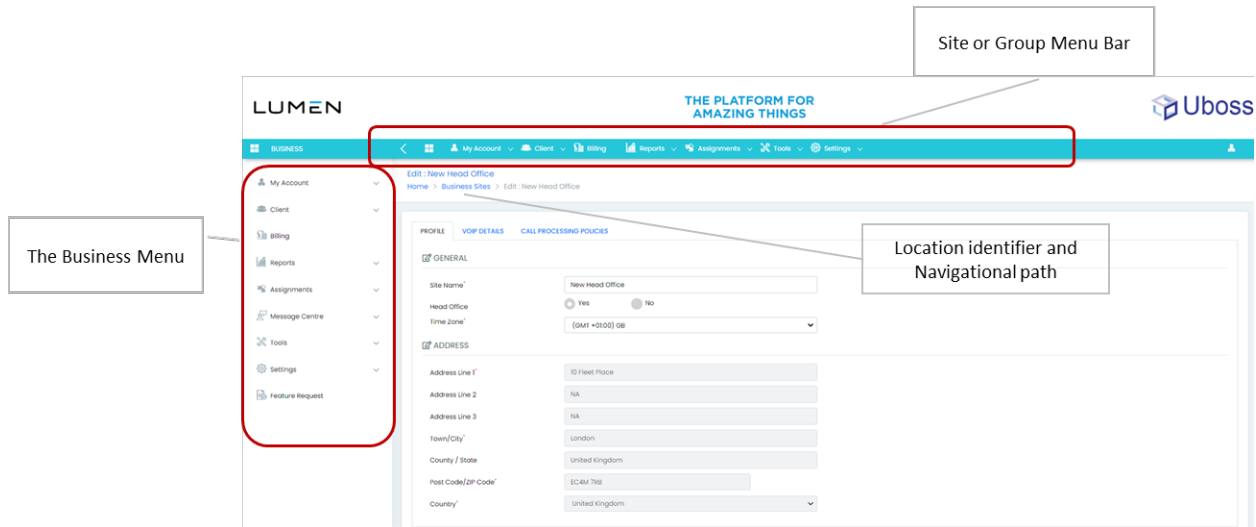 Site or Group Menu Bar
LUMEN
THE PLATFORM FOR
AMAZING THINGS
Uboss
BUSINESS
My Account
Client
Billing
Reports
Assignments
Tools
Settings
Edit : New Head Office
Home > Business Sites > Edit : New Head Office
My Account
Client
Billing
Reports
Assignments
Message Centre
Tools
Settings
Feature Request
The Business Menu
Location identifier and
Navigational path
PROFILE
VOIP DETAILS
CALL PROCESSING POLICIES
GENERAL
Site Name* New Head Office
Head Office Yes No
Time Zone* (GMT +01:00) GB
ADDRESS
Address Line 1* 10 Fleet Place
Address Line 2 NA
Address Line 3 NA
Town/City* London
County / State United Kingdom
Post Code/ZIP Code* EC4M 7RB
Country* United Kingdom